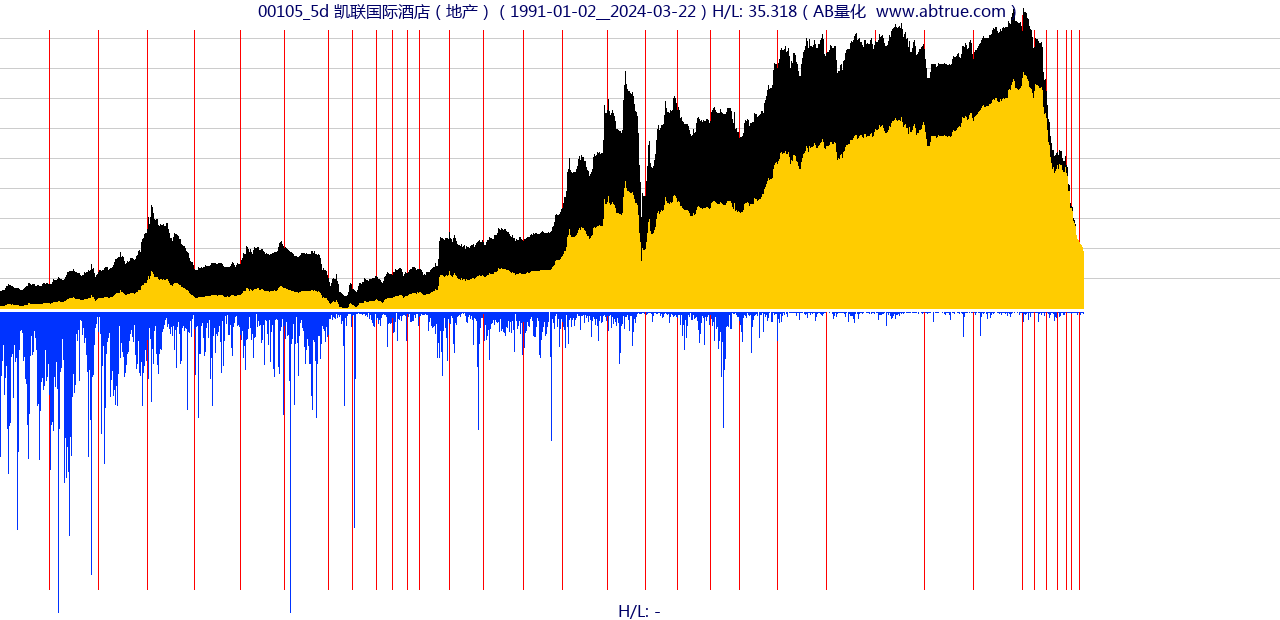 00105_5d 凯联国际酒店 ( 地产 ) ( 1991-01-02__2024-03-22 ) H/L: 35.318 ( AB量化  www.abtrue.com )
H/L: -